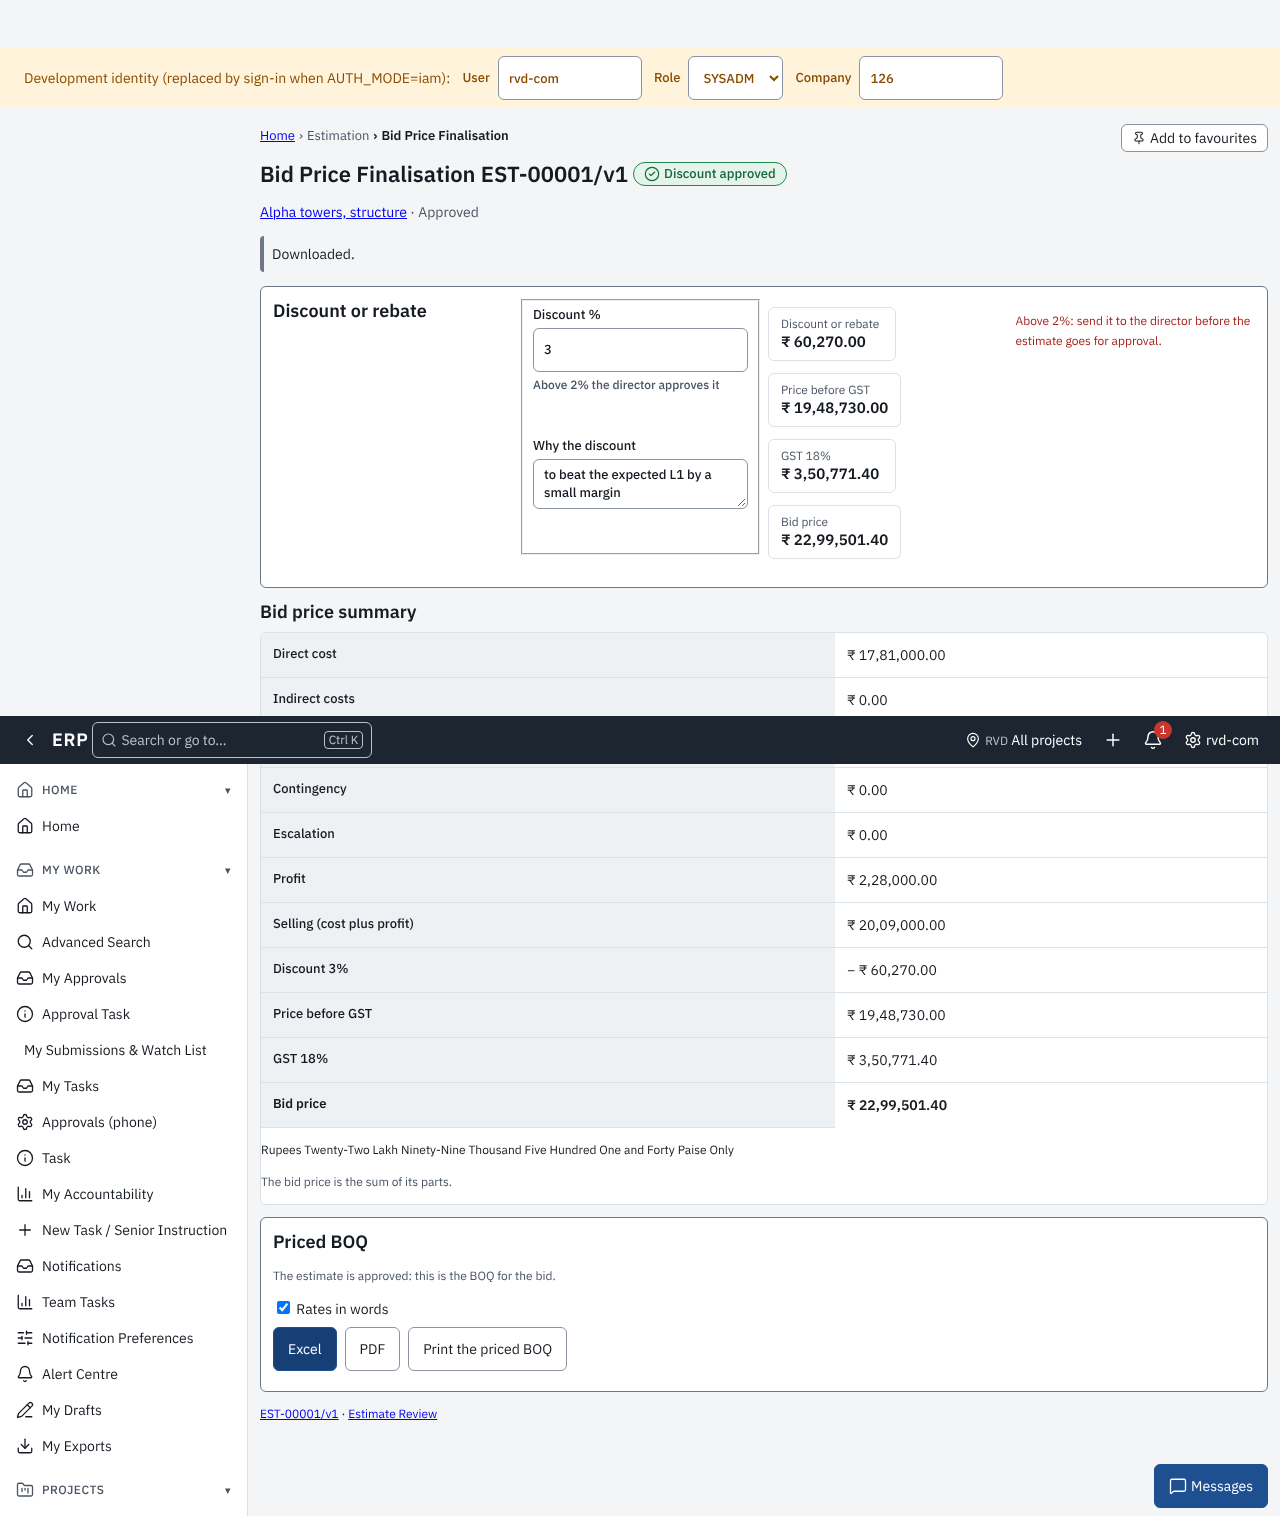 Development identity (replaced by sign-in when AUTH_MODE=iam): User rvd-com Role SYSADM Company 126
Home › Estimation › Bid Price Finalisation
Add to favourites
Bid Price Finalisation EST-00001/v1 Discount approved
Alpha towers, structure · Approved
Downloaded.
Discount or rebate
Discount %
3
Above 2% the director approves it
Why the discount
to beat the expected L1 by a
small margin
Discount or rebate
₹ 60,270.00
Price before GST
₹ 19,48,730.00
GST 18%
₹ 3,50,771.40
Bid price
₹ 22,99,501.40
Above 2%: send it to the director before the
estimate goes for approval.
Bid price summary
Direct cost ₹ 17,81,000.00
Indirect costs ₹ 0.00
ERP Search or go to... Ctrl K RVD All projects 1 rvd-com
Contingency ₹ 0.00
Escalation ₹ 0.00
Profit ₹ 2,28,000.00
Selling (cost plus profit) ₹ 20,09,000.00
Discount 3% – ₹ 60,270.00
Price before GST ₹ 19,48,730.00
GST 18% ₹ 3,50,771.40
Bid price ₹ 22,99,501.40
Rupees Twenty-Two Lakh Ninety-Nine Thousand Five Hundred One and Forty Paise Only
The bid price is the sum of its parts.
Priced BOQ
The estimate is approved: this is the BOQ for the bid.
Rates in words
Excel PDF Print the priced BOQ
EST-00001/v1 · Estimate Review
HOME
Home
MY WORK
My Work
Advanced Search
My Approvals
Approval Task
My Submissions & Watch List
My Tasks
Approvals (phone)
Task
My Accountability
New Task / Senior Instruction
Notifications
Team Tasks
Notification Preferences
Alert Centre
My Drafts
My Exports
PROJECTS
Messages